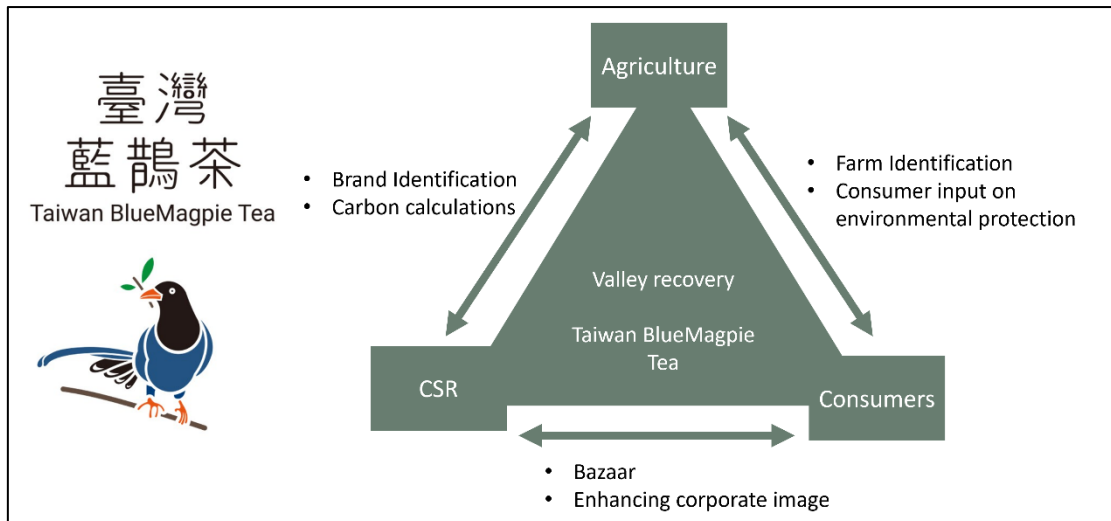 臺灣
藍鵲茶
Taiwan BlueMagpie Tea
Agriculture
• Brand Identification
• Carbon calculations
• Farm Identification
• Consumer input on
environmental protection
Valley recovery
Taiwan BlueMagpie
Tea
CSR
Consumers
• Bazaar
• Enhancing corporate image